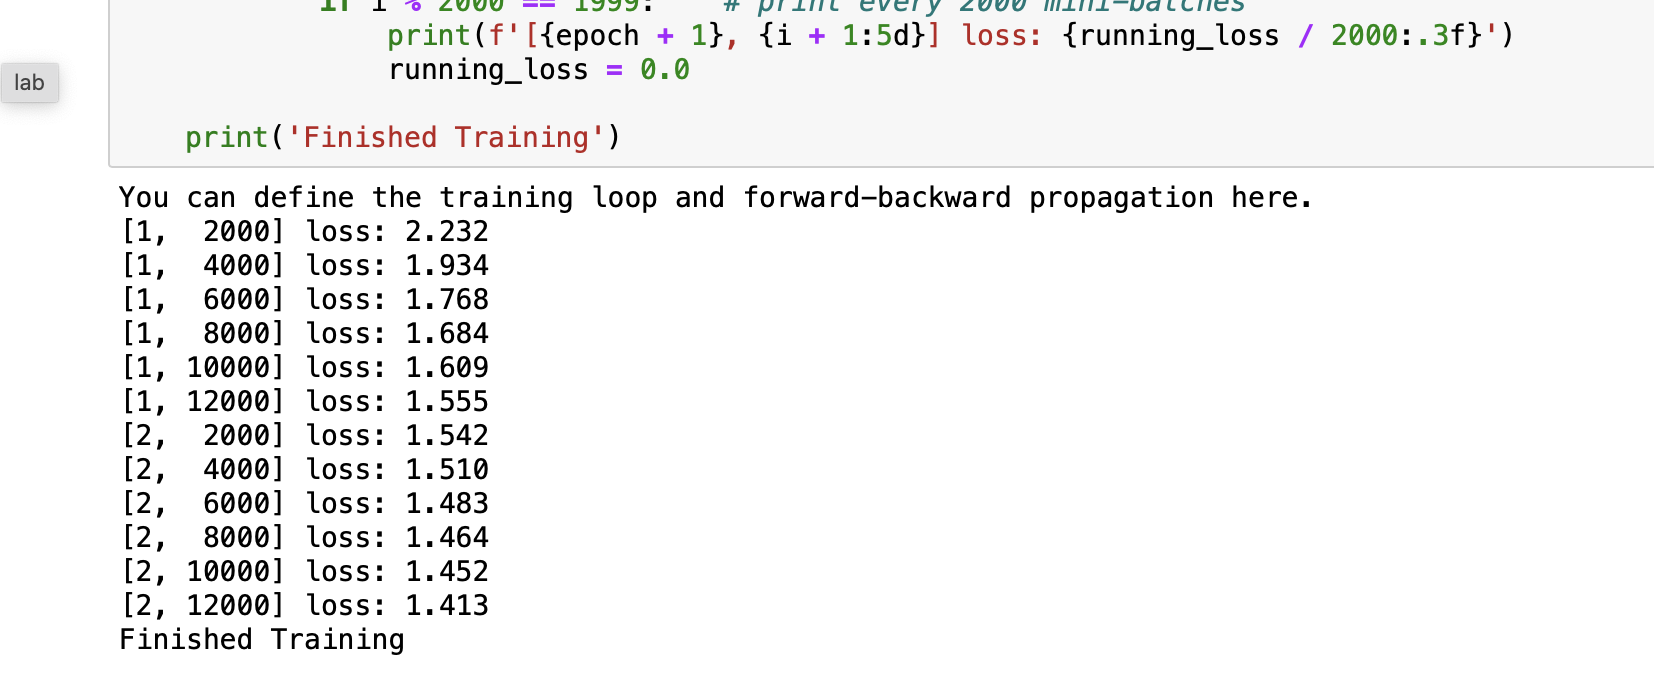 if i % 2000 == 1999:    # print every 2000 mini-batches
print(f'[{epoch + 1}, {i + 1:5d}] loss: {running_loss / 2000:.3f}')
running_loss = 0.0
lab
print('Finished Training')
You can define the training loop and forward-backward propagation here.
[1,  2000] loss: 2.232
[1,  4000] loss: 1.934
[1,  6000] loss: 1.768
[1,  8000] loss: 1.684
[1, 10000] loss: 1.609
[1, 12000] loss: 1.555
[2,  2000] loss: 1.542
[2,  4000] loss: 1.510
[2,  6000] loss: 1.483
[2,  8000] loss: 1.464
[2, 10000] loss: 1.452
[2, 12000] loss: 1.413
Finished Training